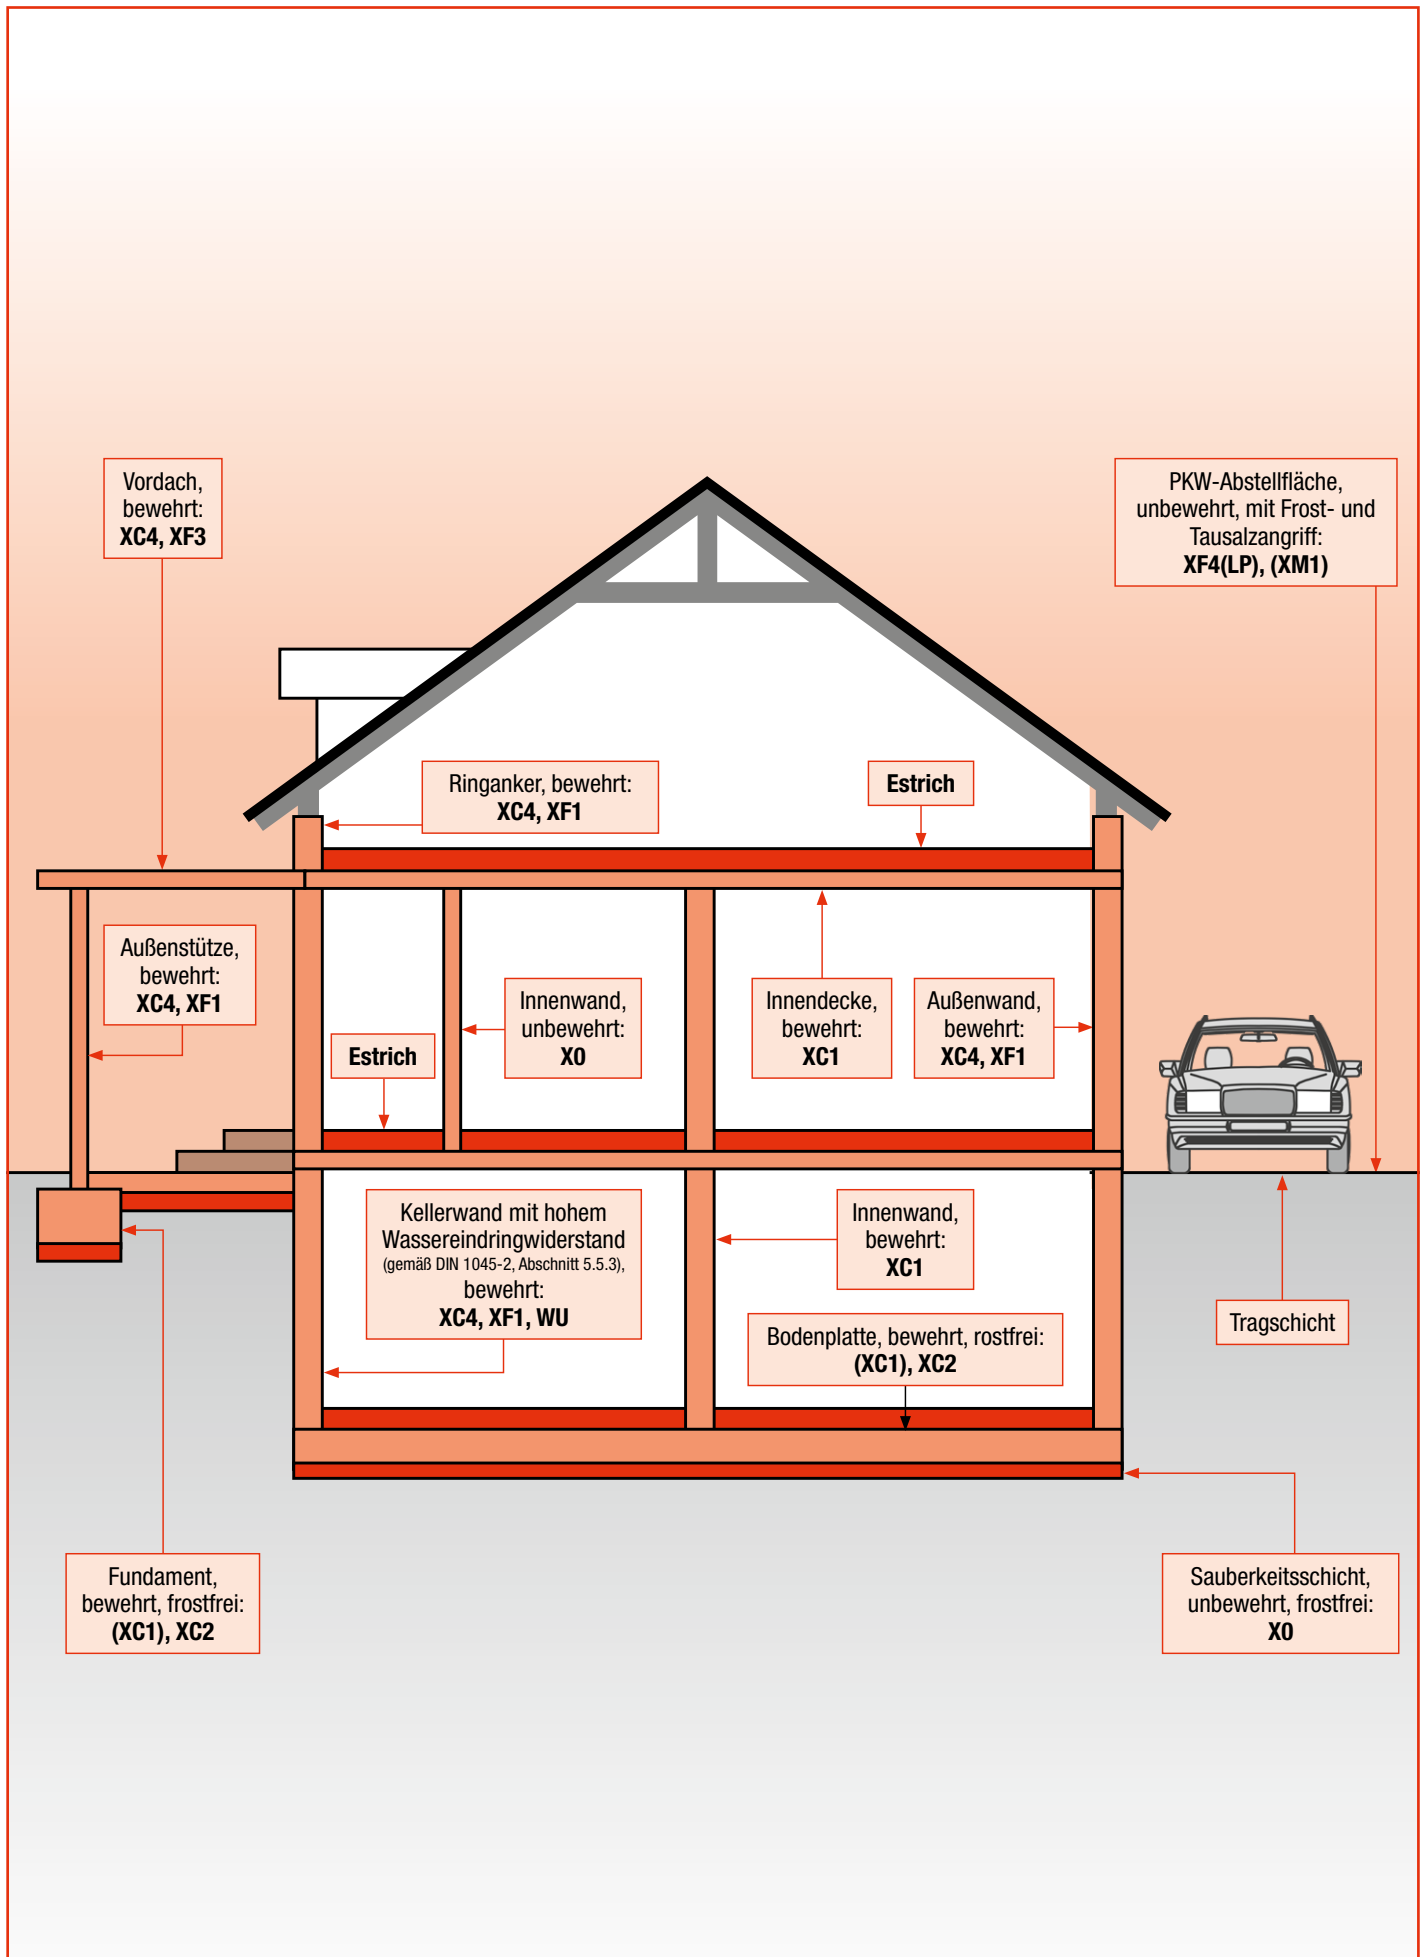 Vordach,
bewehrt:
XC4, XF3
PKW-Abstellfläche,
unbewehrt, mit Frost- und
Tausalzangriff:
XF4(LP), (XM1)
Ringanker, bewehrt:
XC4, XF1
Estrich
Außenstütze,
bewehrt:
XC4, XF1
Estrich
Innenwand,
unbewehrt:
X0
Innendecke,
bewehrt:
XC1
Außenwand,
bewehrt:
XC4, XF1
Kellerwand mit hohem
Wassereindringwiderstand
(gemäß DIN 1045-2, Abschnitt 5.5.3),
bewehrt:
XC4, XF1, WU
Innenwand,
bewehrt:
XC1
Bodenplatte, bewehrt, rostfrei:
(XC1), XC2
Tragschicht
Fundament,
bewehrt, frostfrei:
(XC1), XC2
Sauberkeitsschicht,
unbewehrt, frostfrei:
X0